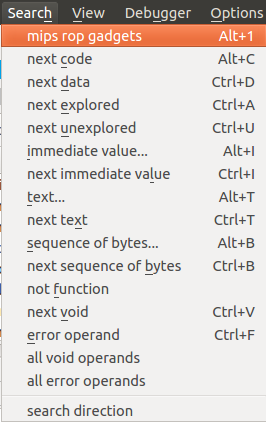 Search View Debugger Options
mips rop gadgets Alt+1
next code Alt+C
next data Ctrl+D
next explored Ctrl+A
next unexplored Ctrl+U
immediate value... Alt+I
next immediate value Ctrl+I
text... Alt+T
next text Ctrl+T
sequence of bytes... Alt+B
next sequence of bytes Ctrl+B
not function
next void Ctrl+V
error operand Ctrl+F
all void operands
all error operands
search direction